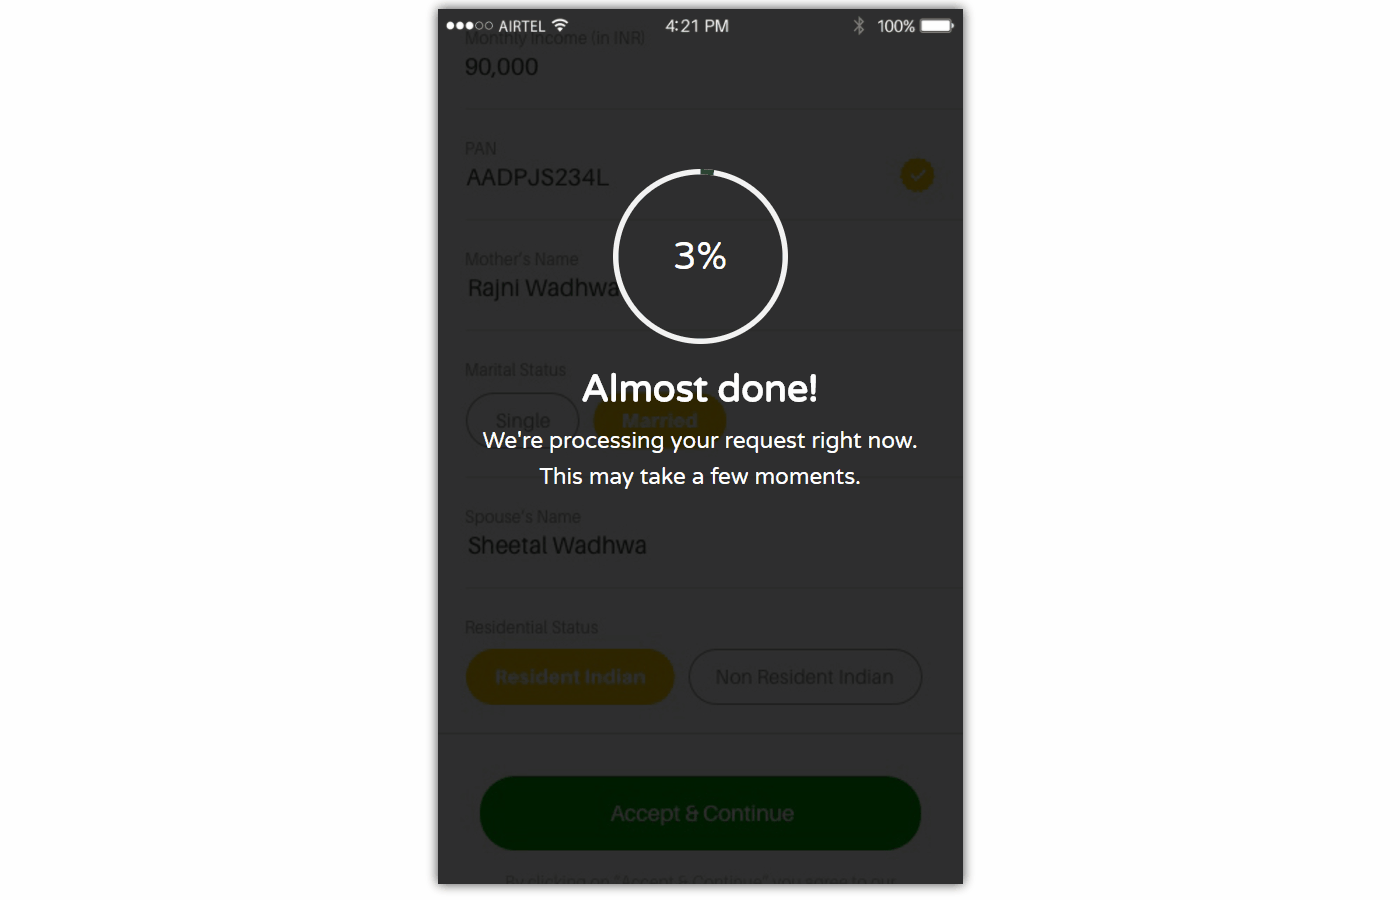 AIRTEL 4:21 PM 100%
Monthly Income (in INR)
90,000
PAN
AADPJS234L
3%
Mother's Name
Rajni Wadhwa
Marital Status
Almost done!
Single Married
We're processing your request right now.
This may take a few moments.
Spouse's Name
Sheetal Wadhwa
Residential Status
Resident Indian Non Resident Indian
Accept & Continue
By clicking on "Accept & Continue" you agree to our